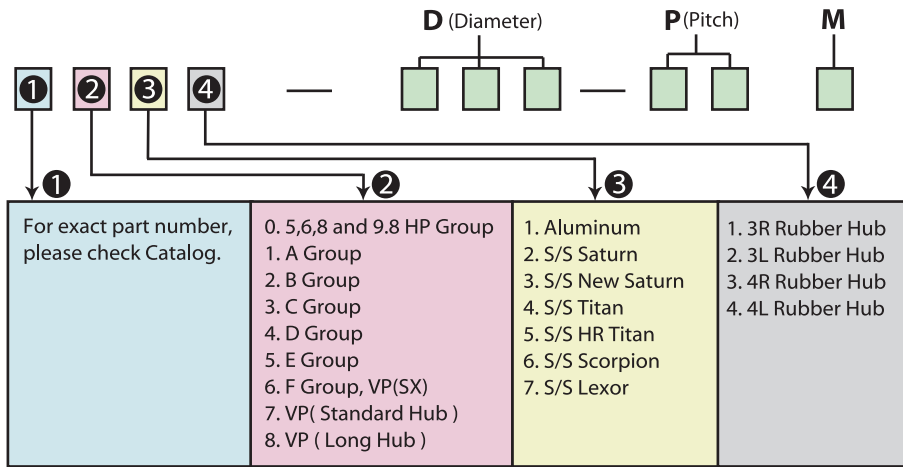 D (Diameter) P (Pitch) M
1 2 3 4 — —
1 2 3 4
For exact part number,
please check Catalog.
0. 5,6,8 and 9.8 HP Group
1. A Group
2. B Group
3. C Group
4. D Group
5. E Group
6. F Group, VP(SX)
7. VP( Standard Hub )
8. VP ( Long Hub )
1. Aluminum
2. S/S Saturn
3. S/S New Saturn
4. S/S Titan
5. S/S HR Titan
6. S/S Scorpion
7. S/S Lexor
1. 3R Rubber Hub
2. 3L Rubber Hub
3. 4R Rubber Hub
4. 4L Rubber Hub